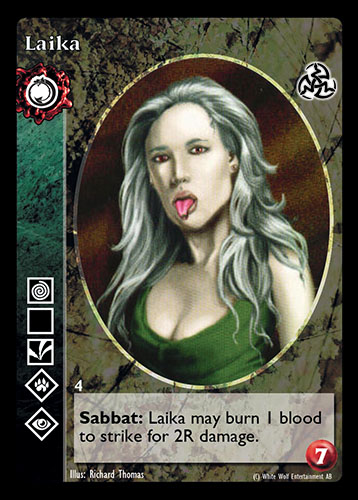 Laika
4
Sabbat: Laika may burn 1 blood
to strike for 2R damage.
7
Illus: Richard Thomas
(C) White Wolf Entertainment AB